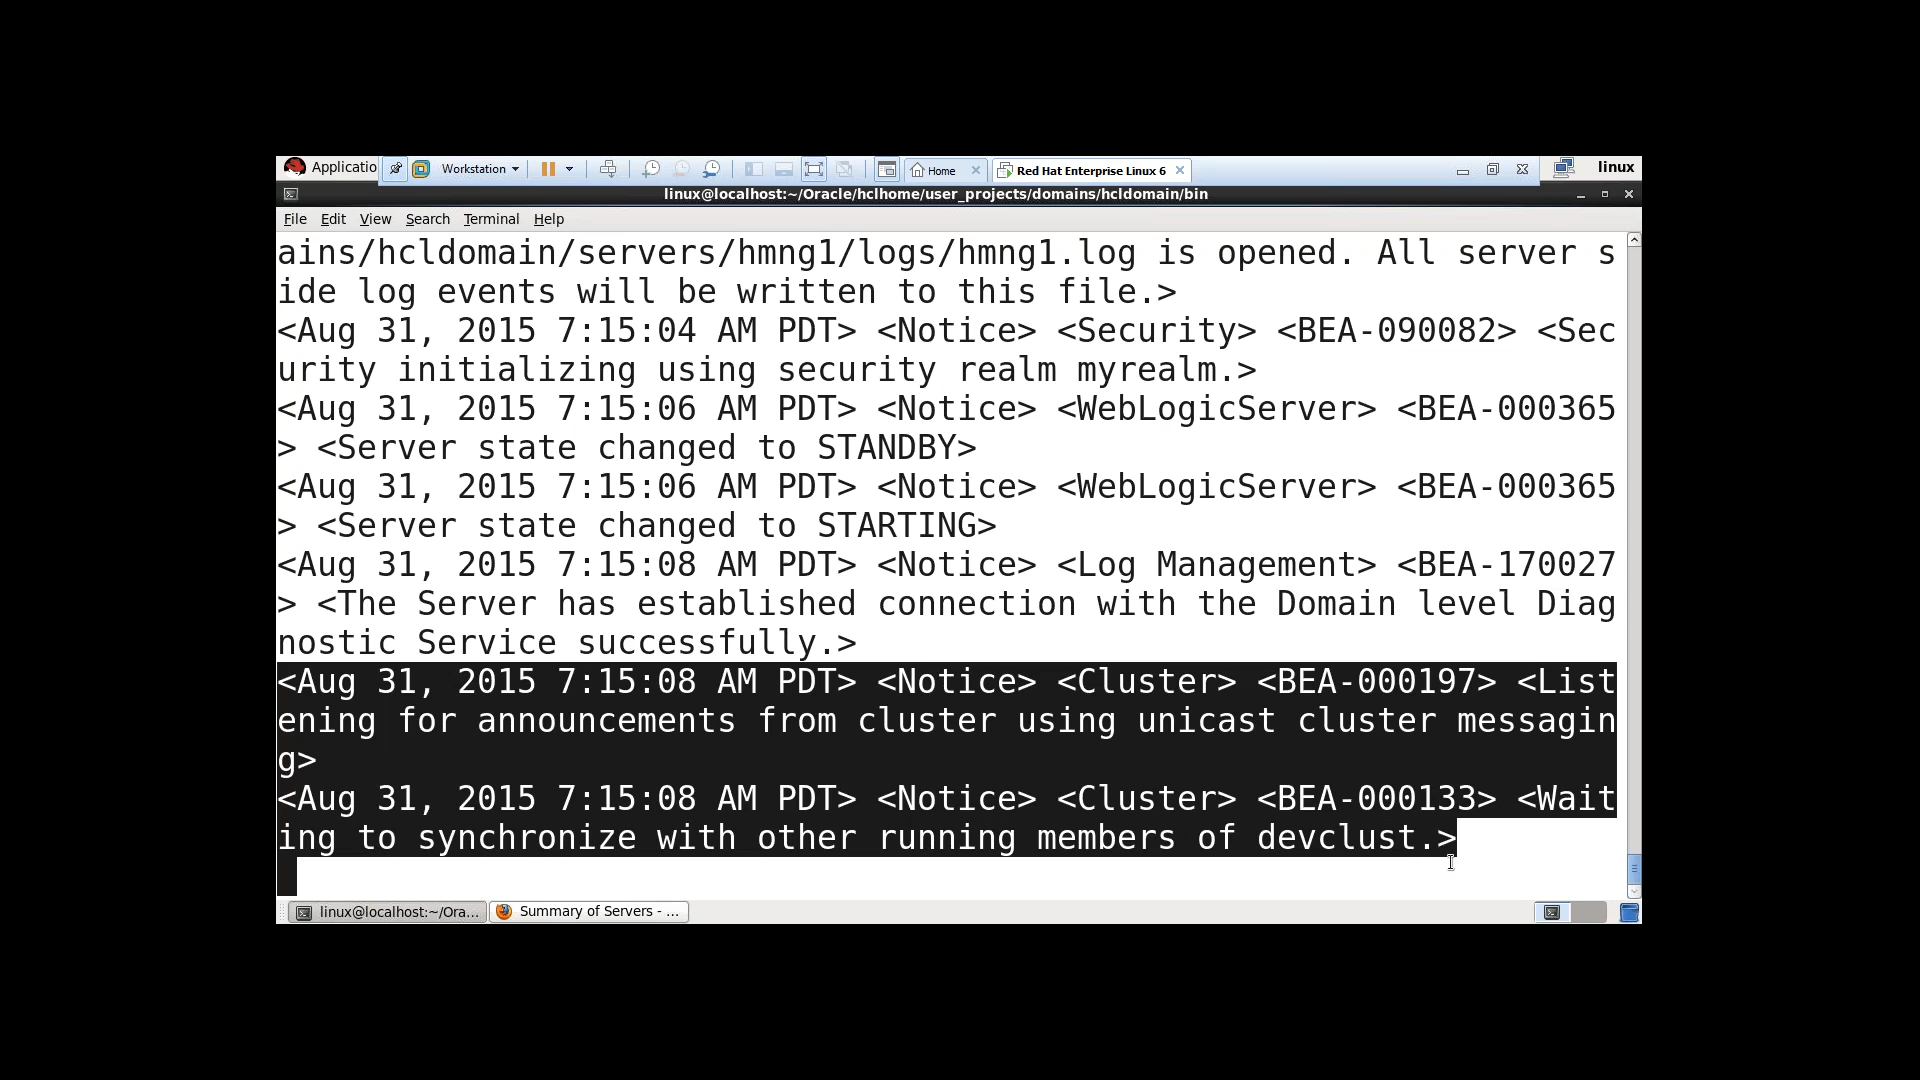 Applicatio
Workstation
Home
Red Hat Enterprise Linux 6
linux
linux@localhost:~/Oracle/hclhome/user_projects/domains/hcldomain/bin
File Edit View Search Terminal Help
ains/hcldomain/servers/hmng1/logs/hmng1.log is opened. All server s
ide log events will be written to this file.>
<Aug 31, 2015 7:15:04 AM PDT> <Notice> <Security> <BEA-090082> <Sec
urity initializing using security realm myrealm.>
<Aug 31, 2015 7:15:06 AM PDT> <Notice> <WebLogicServer> <BEA-000365
> <Server state changed to STANDBY>
<Aug 31, 2015 7:15:06 AM PDT> <Notice> <WebLogicServer> <BEA-000365
> <Server state changed to STARTING>
<Aug 31, 2015 7:15:08 AM PDT> <Notice> <Log Management> <BEA-170027
> <The Server has established connection with the Domain level Diag
nostic Service successfully.>
<Aug 31, 2015 7:15:08 AM PDT> <Notice> <Cluster> <BEA-000197> <List
ening for announcements from cluster using unicast cluster messagin
g>
<Aug 31, 2015 7:15:08 AM PDT> <Notice> <Cluster> <BEA-000133> <Wait
ing to synchronize with other running members of devclust.>
linux@localhost:~/Ora...
Summary of Servers - ...